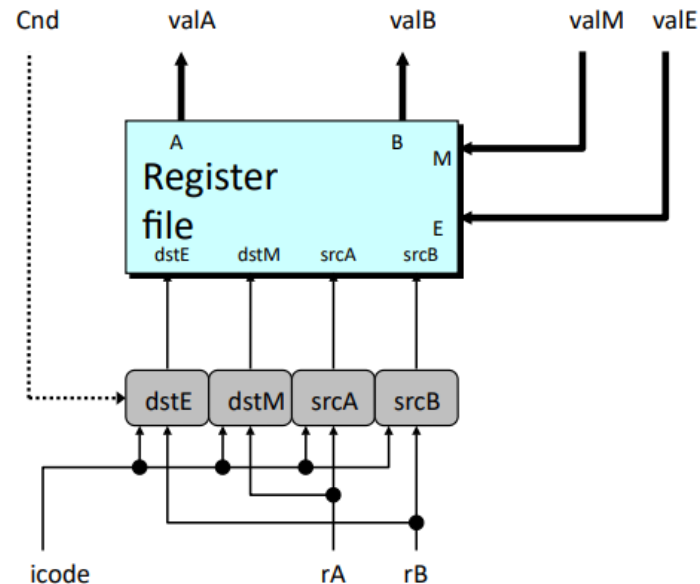 Cnd valA valB valM valE
A B
M
Register
file
E
dstE dstM srcA srcB
dstE dstM srcA srcB
icode rA rB